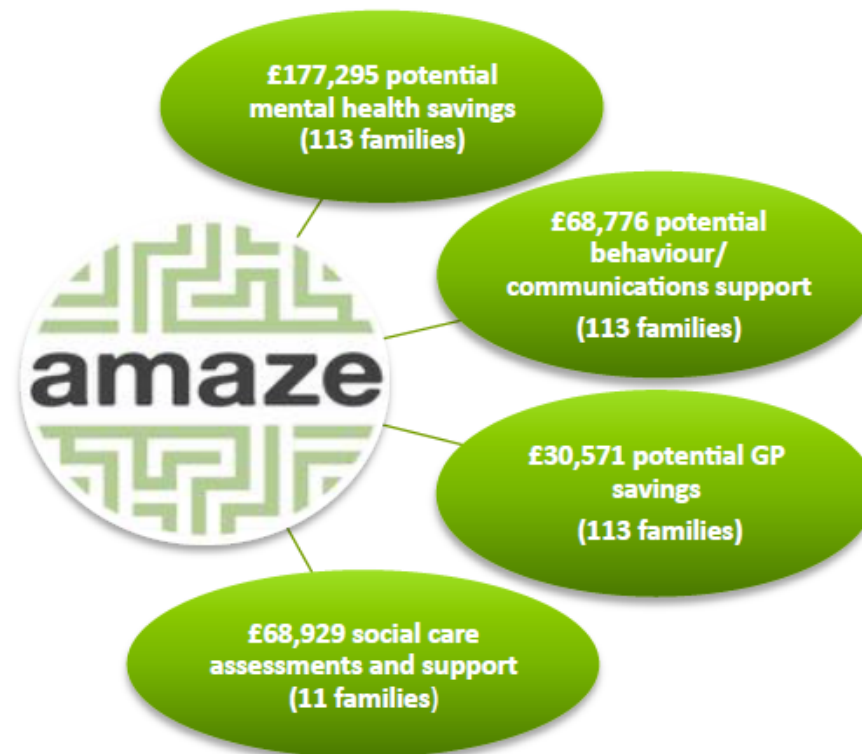 £177,295 potential
mental health savings
(113 families)
£68,776 potential
behaviour/
communications support
(113 families)
amaze
£30,571 potential GP
savings
(113 families)
£68,929 social care
assessments and support
(11 families)